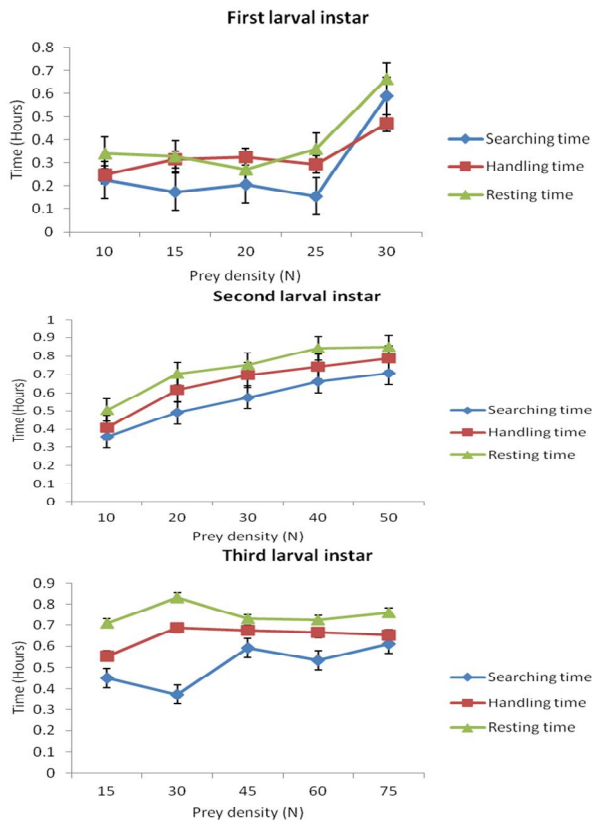 First larval instar
0.8
0.7
0.6
0.5
0.4
0.3
0.2
0.1
0
Time (Hours)
10 15 20 25 30
Prey density (N)
Searching time
Handling time
Resting time
Second larval instar
1
0.9
0.8
0.7
0.6
0.5
0.4
0.3
0.2
0.1
0
Time (Hours)
10 20 30 40 50
Prey density (N)
Searching time
Handling time
Resting time
Third larval instar
0.9
0.8
0.7
0.6
0.5
0.4
0.3
0.2
0.1
0
Time (Hours)
15 30 45 60 75
Prey density (N)
Searching time
Handling time
Resting time